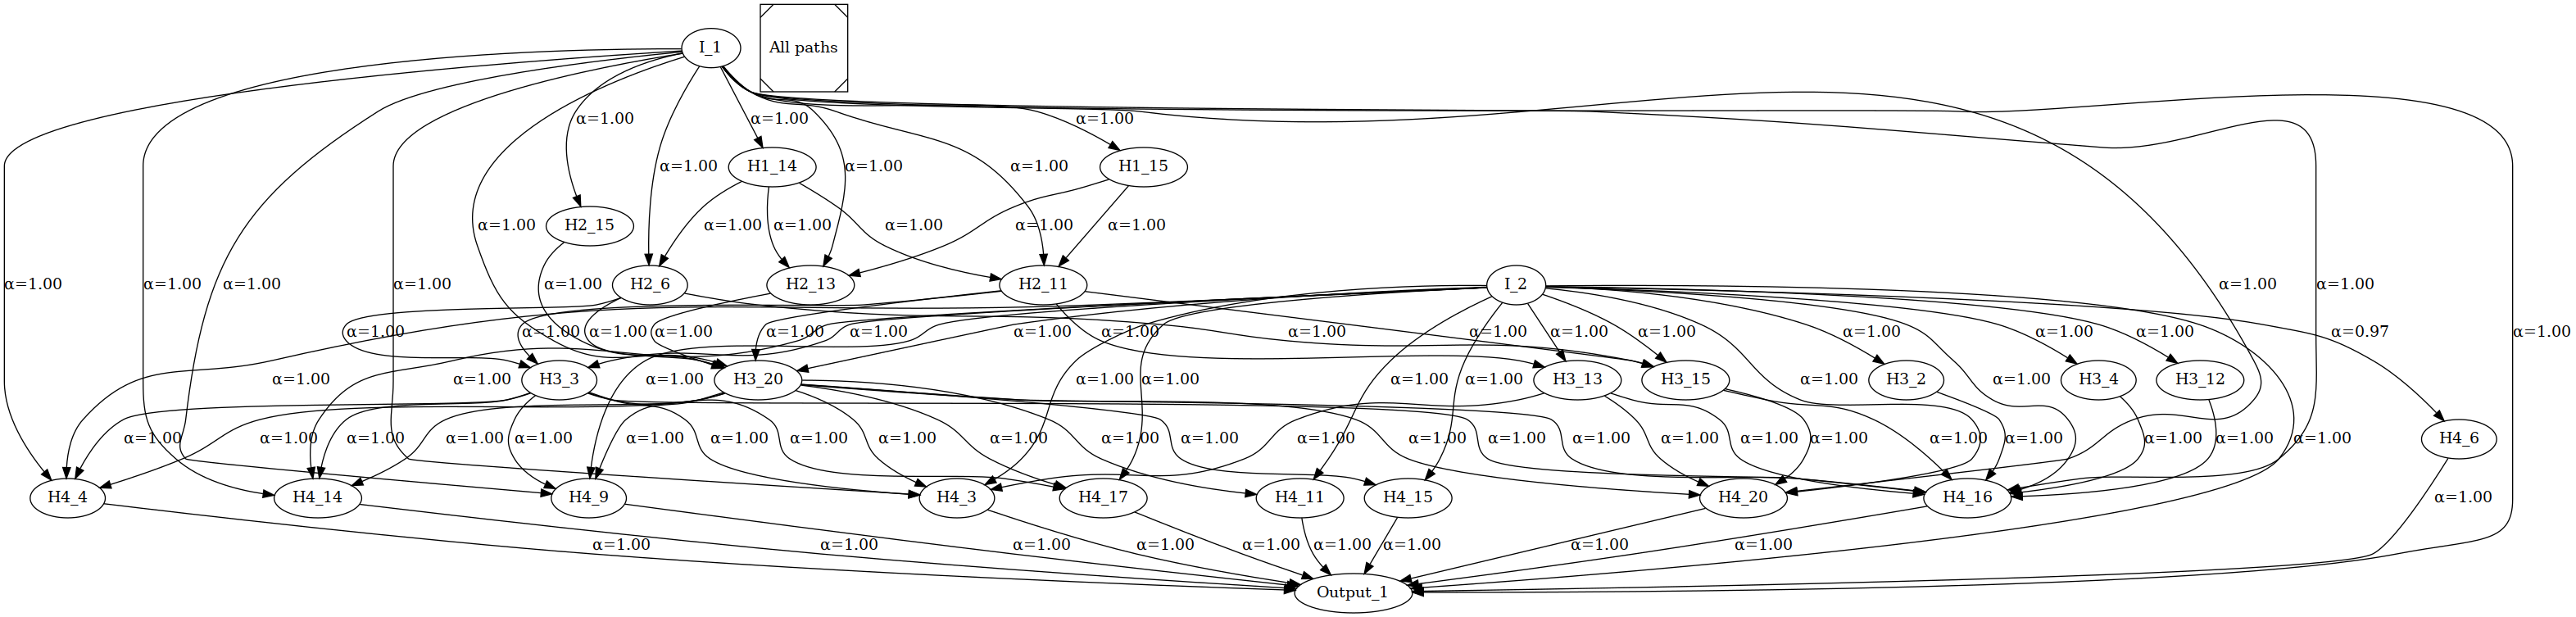 I_1
All paths
α=1.00 α=1.00 α=1.00
H1_14 H1_15
α=1.00 α=1.00 α=1.00
H2_15
α=1.00 α=1.00 α=1.00 α=1.00 α=1.00 α=1.00
H2_6 H2_13 H2_11 I_2
α=1.00 α=1.00 α=1.00 α=1.00 α=1.00 α=1.00 α=1.00 α=1.00
α=1.00 α=1.00 α=1.00 α=1.00 α=1.00 α=1.00 α=1.00 α=1.00 α=1.00 α=1.00 α=1.00 α=1.00 α=1.00 α=1.00 α=1.00 α=0.97 α=1.00
H3_3 H3_20 H3_13 H3_15 H3_2 H3_4 H3_12
α=1.00 α=1.00 α=1.00 α=1.00 α=1.00 α=1.00 α=1.00 α=1.00 α=1.00
α=1.00 α=1.00 α=1.00 α=1.00 α=1.00 α=1.00 α=1.00 α=1.00 α=1.00 α=1.00 α=1.00 α=1.00 α=1.00 α=1.00 α=1.00 α=1.00 α=1.00 α=1.00 α=1.00 α=1.00 α=1.00 α=1.00 α=1.00 α=1.00
H4_6
H4_4 H4_14 H4_9 H4_3 H4_17 H4_11 H4_15 H4_20 H4_16
α=1.00
α=1.00 α=1.00 α=1.00 α=1.00 α=1.00 α=1.00 α=1.00 α=1.00 α=1.00
Output_1